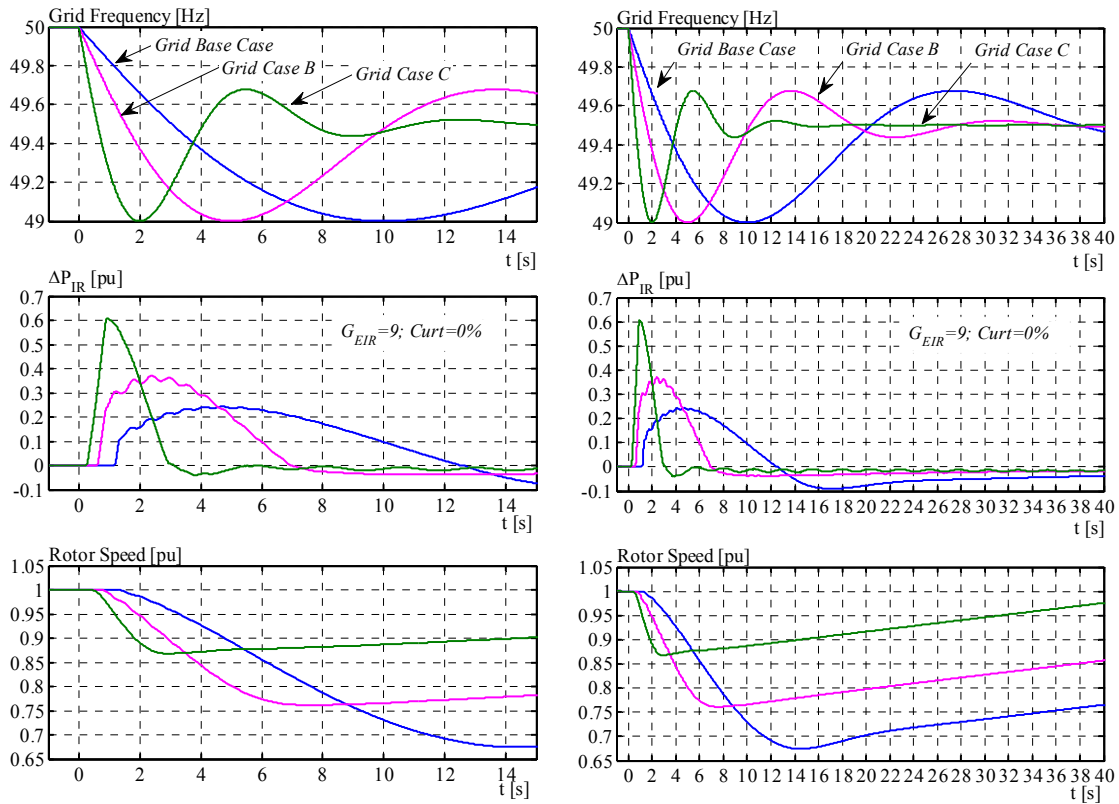 Grid Frequency [Hz]
50
49.8
49.6
49.4
49.2
49
Grid Base Case
Grid Case B
Grid Case C
0 2 4 6 8 10 12 14
t [s]
ΔP_IR [pu]
0.7
0.6
0.5
0.4
0.3
0.2
0.1
0
-0.1
G_EIR=9; Curt=0%
0 2 4 6 8 10 12 14
t [s]
Rotor Speed [pu]
1.05
1
0.95
0.9
0.85
0.8
0.75
0.7
0.65
0 2 4 6 8 10 12 14
t [s]
Grid Frequency [Hz]
50
49.8
49.6
49.4
49.2
49
Grid Base Case
Grid Case B
Grid Case C
0 2 4 6 8 10 12 14 16 18 20 22 24 26 28 30 32 34 36 38 40
t [s]
ΔP_IR [pu]
0.7
0.6
0.5
0.4
0.3
0.2
0.1
0
-0.1
G_EIR=9; Curt=0%
0 2 4 6 8 10 12 14 16 18 20 22 24 26 28 30 32 34 36 38 40
t [s]
Rotor Speed [pu]
1.05
1
0.95
0.9
0.85
0.8
0.75
0.7
0.65
0 2 4 6 8 10 12 14 16 18 20 22 24 26 28 30 32 34 36 38 40
t [s]